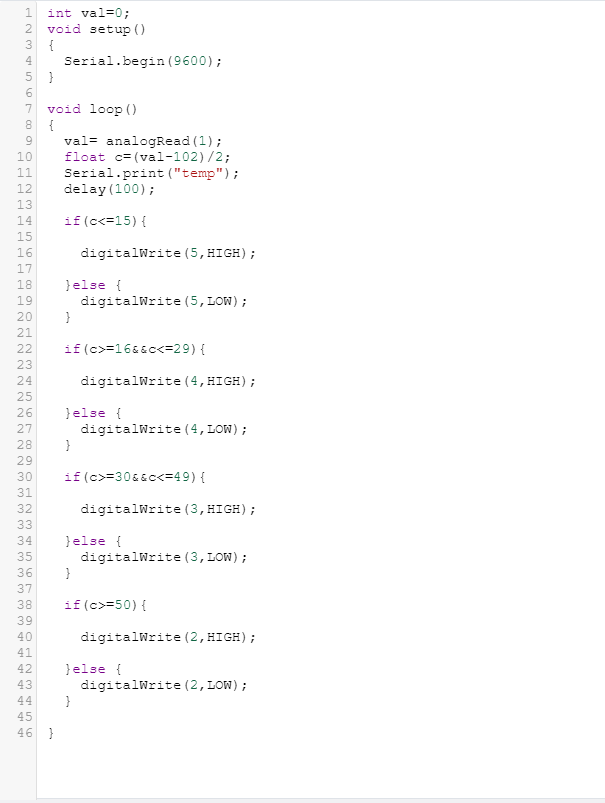 1 int val=0;
2 void setup()
3 {
4   Serial.begin(9600);
5 }
6
7 void loop()
8 {
9   val= analogRead(1);
10   float c=(val-102)/2;
11   Serial.print("temp");
12   delay(100);
13
14   if(c<=15){
15
16     digitalWrite(5,HIGH);
17
18   }else {
19     digitalWrite(5,LOW);
20   }
21
22   if(c>=16&&c<=29){
23
24     digitalWrite(4,HIGH);
25
26   }else {
27     digitalWrite(4,LOW);
28   }
29
30   if(c>=30&&c<=49){
31
32     digitalWrite(3,HIGH);
33
34   }else {
35     digitalWrite(3,LOW);
36   }
37
38   if(c>=50){
39
40     digitalWrite(2,HIGH);
41
42   }else {
43     digitalWrite(2,LOW);
44   }
45
46 }